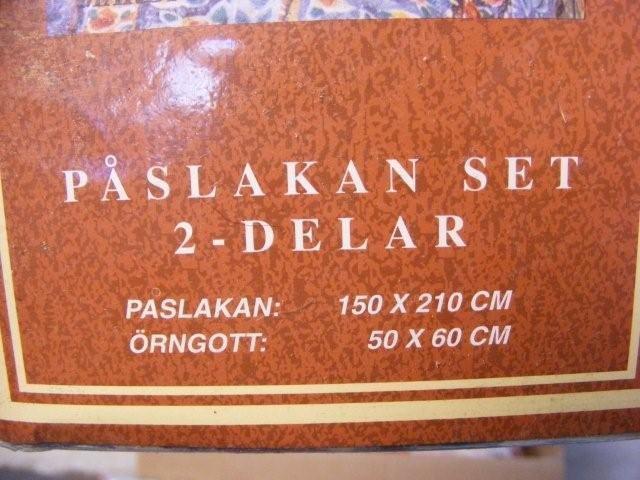 PÅSLAKAN SET
2-DELAR
PASLAKAN: 150 X 210 CM
ÖRNGOTT: 50 X 60 CM